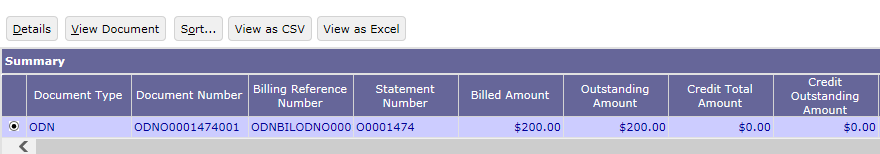 Details View Document Sort... View as CSV View as Excel
Summary
Document Type Document Number Billing Reference Number Statement Number Billed Amount Outstanding Amount Credit Total Amount Credit Outstanding Amount
ODN ODNO0001474001 ODNBILODNO000 O0001474 $200.00 $200.00 $0.00 $0.00